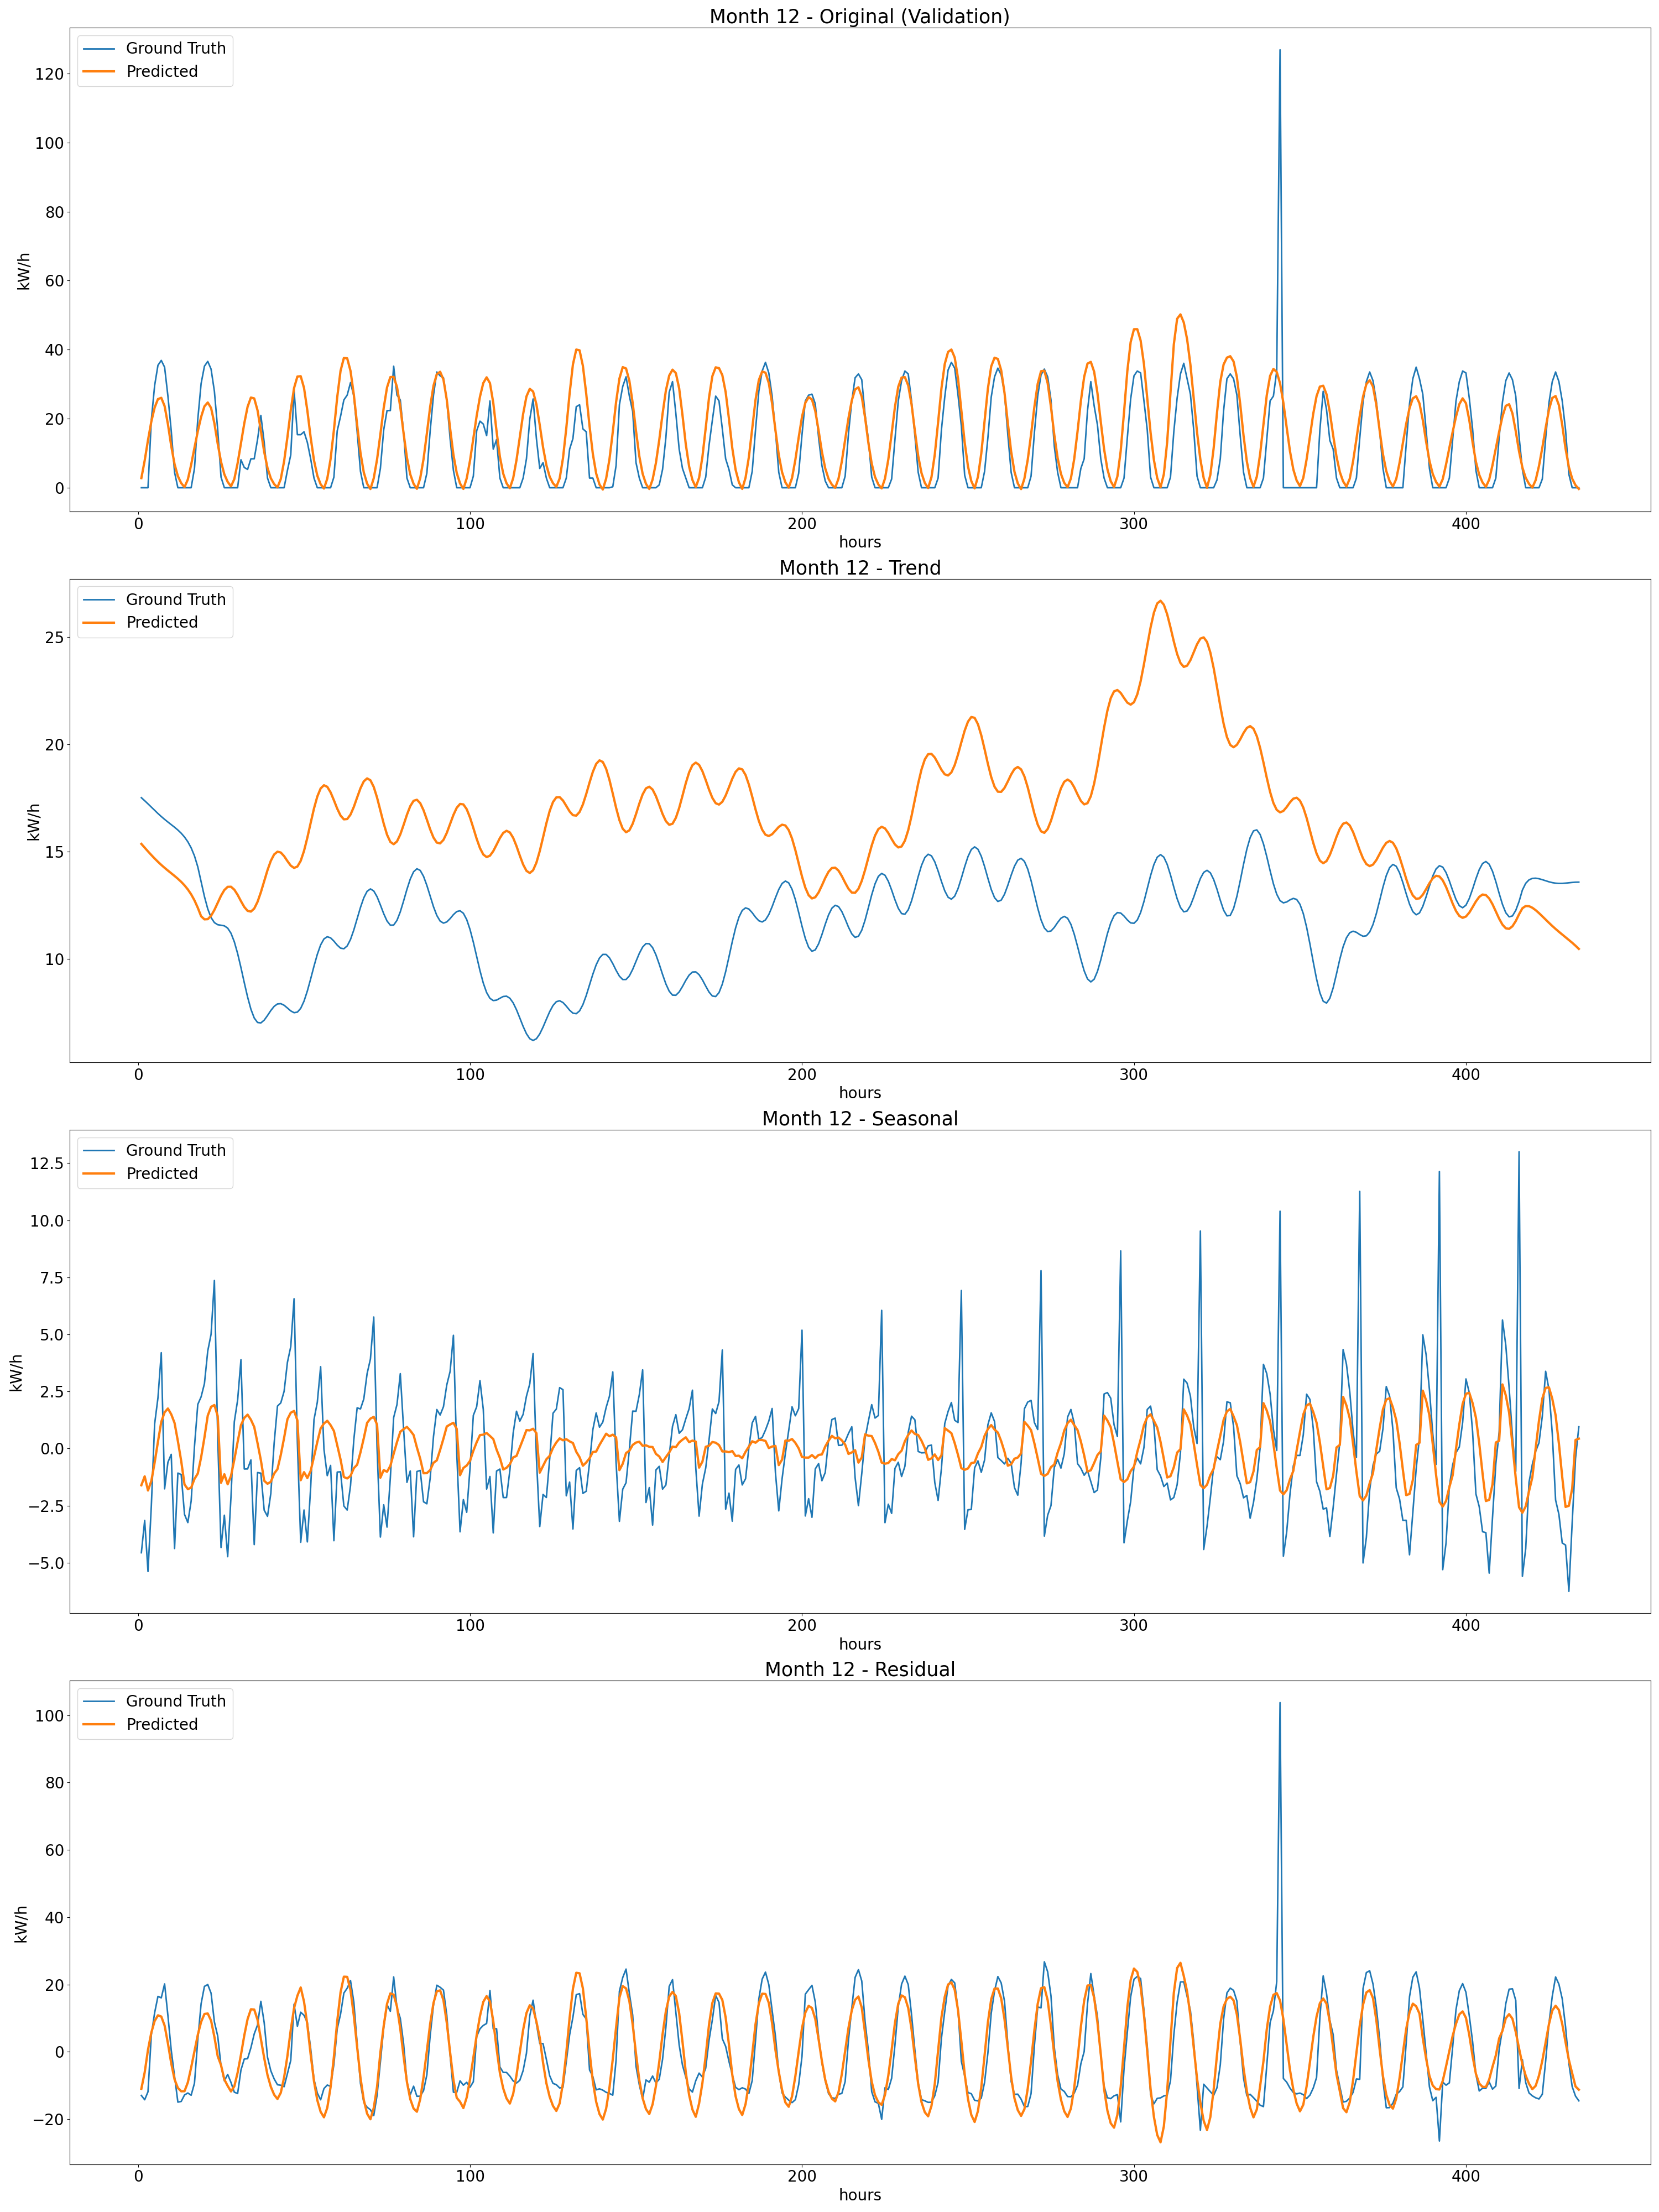 Month 12 - Original (Validation)
Ground Truth
Predicted
120
100
80
60
40
20
0
kW/h
0 100 200 300 400
hours
Month 12 - Trend
Ground Truth
Predicted
25
20
15
10
kW/h
0 100 200 300 400
hours
Month 12 - Seasonal
Ground Truth
Predicted
12.5
10.0
7.5
5.0
2.5
0.0
−2.5
−5.0
kW/h
0 100 200 300 400
hours
Month 12 - Residual
Ground Truth
Predicted
100
80
60
40
20
0
−20
kW/h
0 100 200 300 400
hours